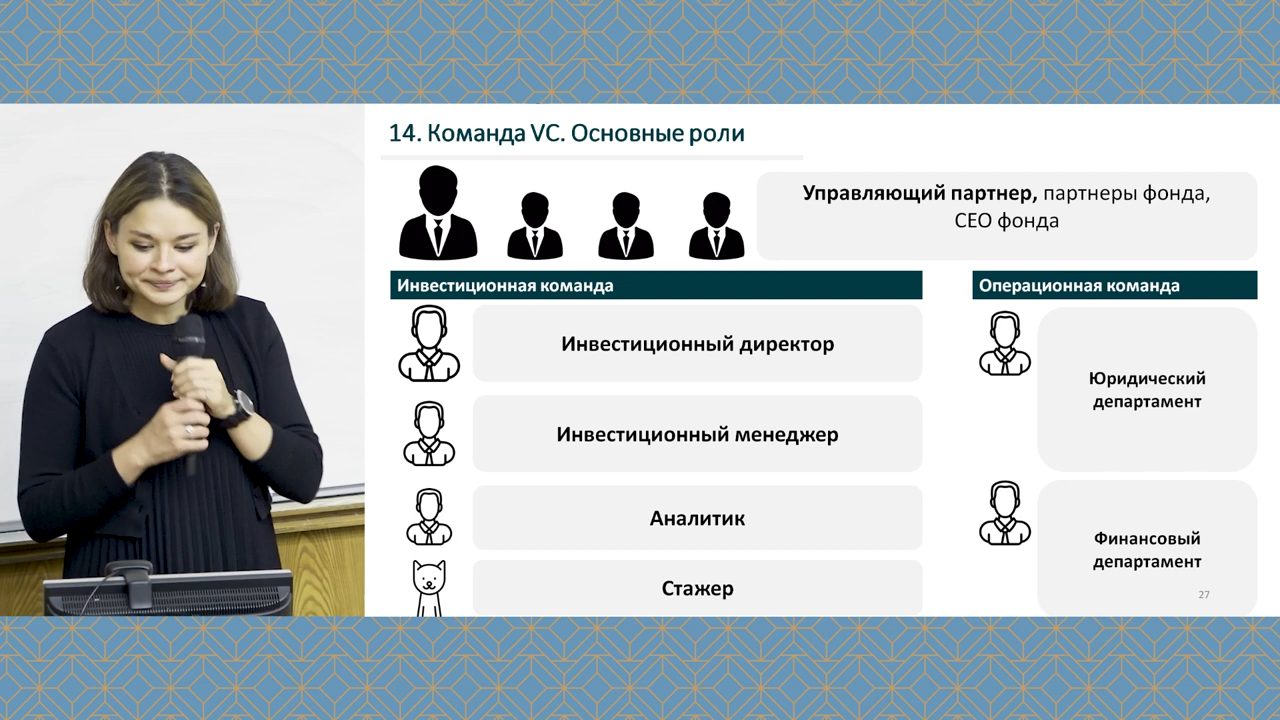 14. Команда VC. Основные роли
Управляющий партнер, партнеры фонда,
CEO фонда
Инвестиционная команда
Операционная команда
Инвестиционный директор
Инвестиционный менеджер
Аналитик
Стажер
Юридический
департамент
Финансовый
департамент
27